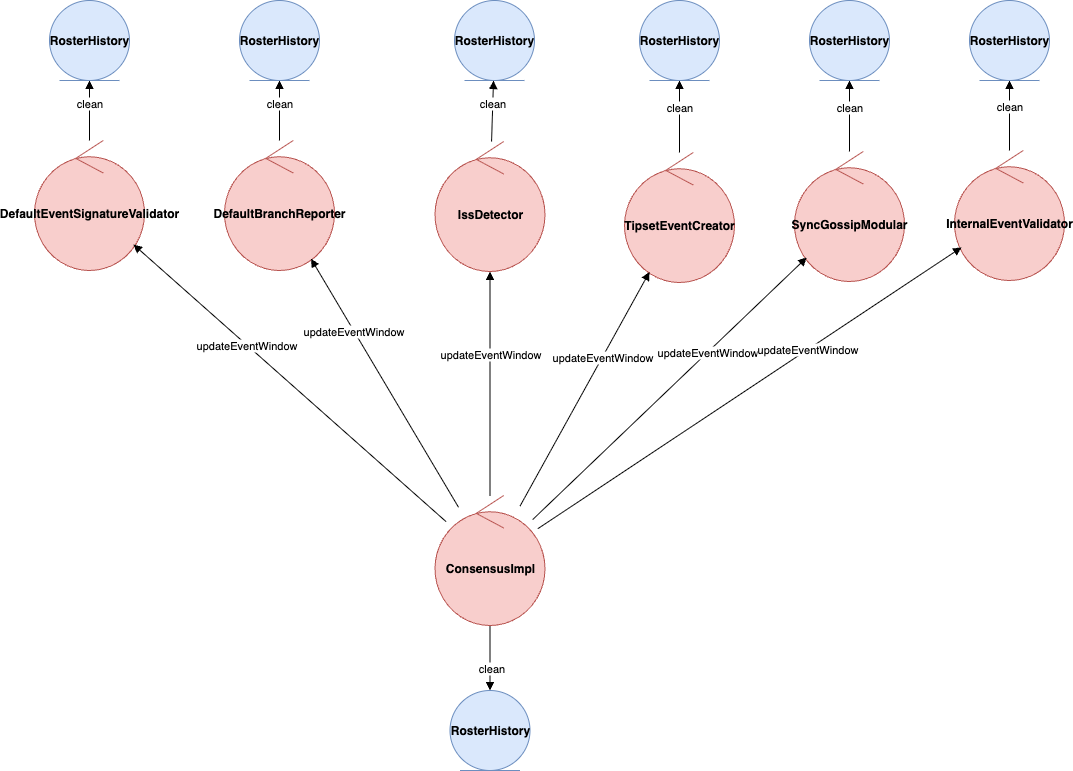 RosterHistory
RosterHistory
RosterHistory
RosterHistory
RosterHistory
RosterHistory
clean
clean
clean
clean
clean
clean
DefaultEventSignatureValidator
DefaultBranchReporter
IssDetector
TipsetEventCreator
SyncGossipModular
InternalEventValidator
updateEventWindow
updateEventWindow
updateEventWindow
updateEventWindow
updateEventWindow
updateEventWindow
ConsensusImpl
clean
RosterHistory